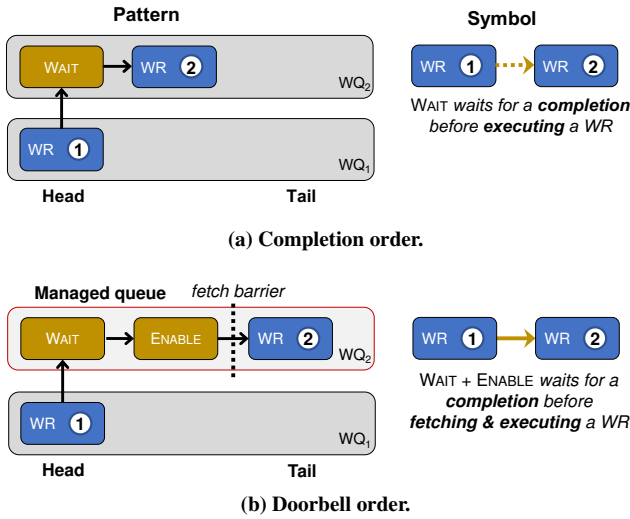 Pattern
Symbol
WAIT
WR 2
WQ2
WR 1
WQ1
Head
Tail
WR 1
WR 2
WAIT waits for a completion
before executing a WR
(a) Completion order.
Managed queue
fetch barrier
WAIT
ENABLE
WR 2
WQ2
WR 1
WQ1
Head
Tail
WR 1
WR 2
WAIT + ENABLE waits for a
completion before
fetching & executing a WR
(b) Doorbell order.